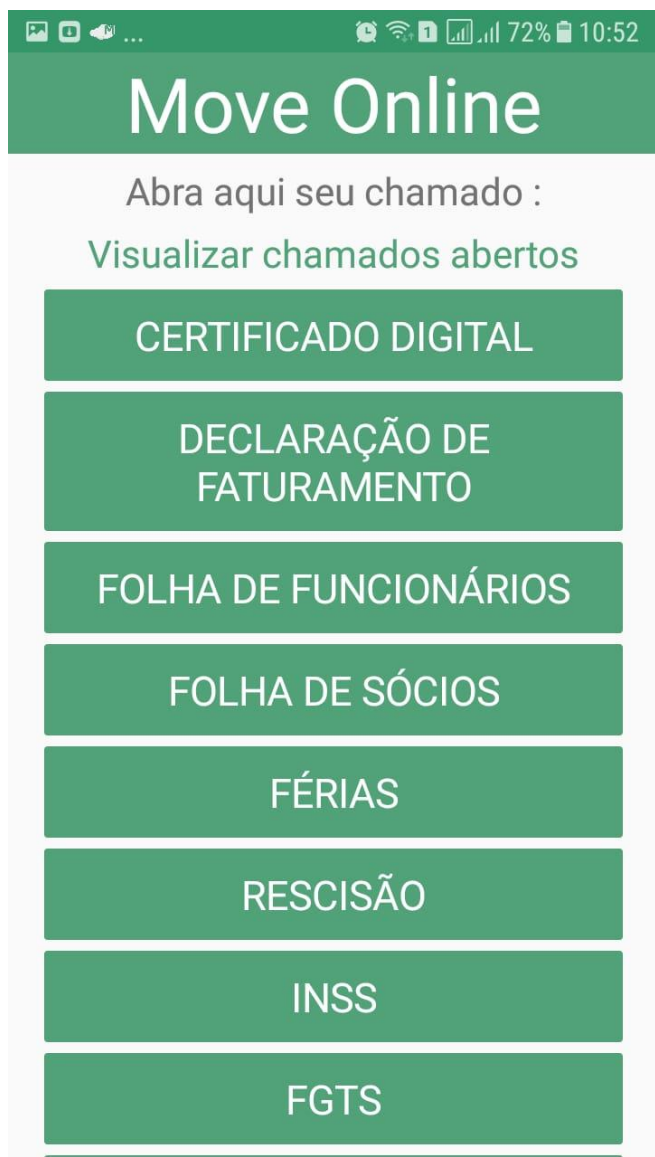 ... 1 72% 10:52
Move Online
Abra aqui seu chamado :
Visualizar chamados abertos
CERTIFICADO DIGITAL
DECLARAÇÃO DE
FATURAMENTO
FOLHA DE FUNCIONÁRIOS
FOLHA DE SÓCIOS
FÉRIAS
RESCISÃO
INSS
FGTS